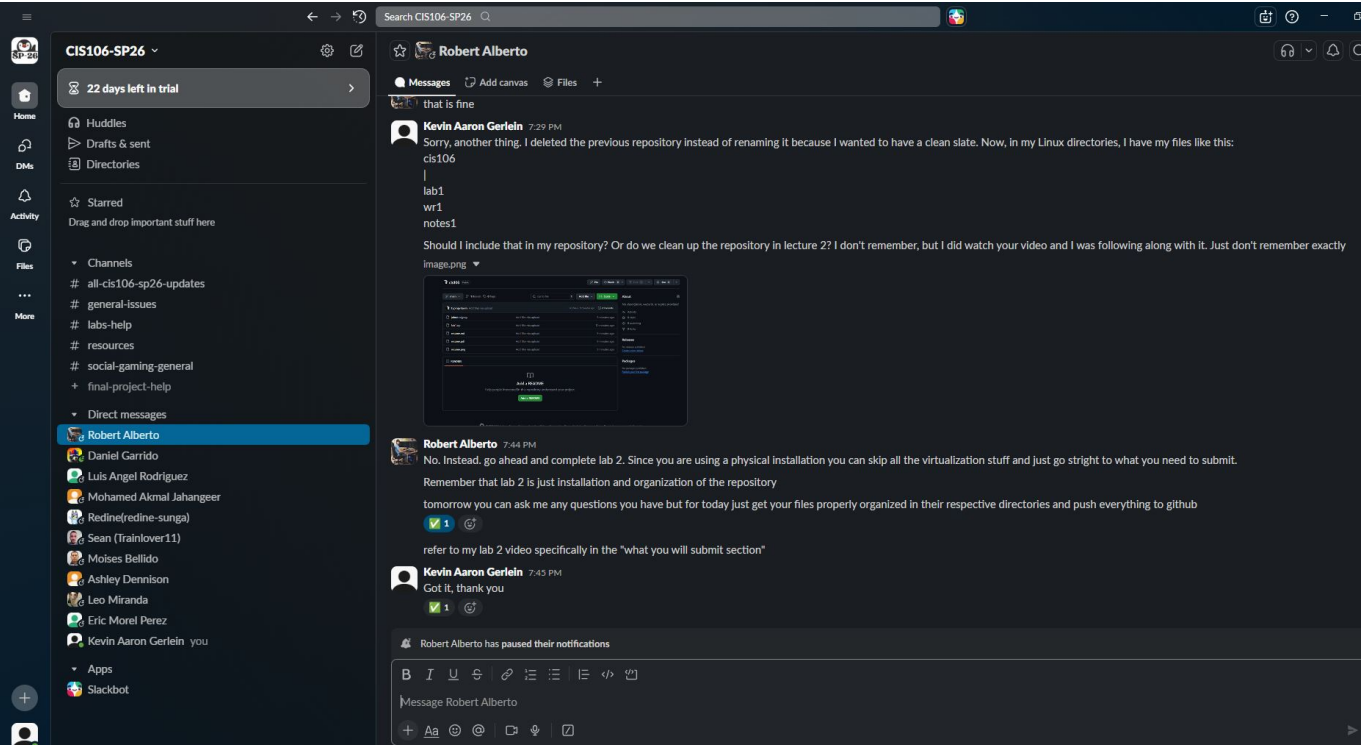 Search CIS106-SP26
SP-26
CIS106-SP26
Robert Alberto
22 days left in trial
Messages
Add canvas
Files
Home
DMs
Activity
Files
More
Huddles
Drafts & sent
Directories
Starred
Drag and drop important stuff here
Channels
# all-cis106-sp26-updates
# general-issues
# labs-help
# resources
# social-gaming-general
+ final-project-help
Direct messages
Robert Alberto
Daniel Garrido
Luis Angel Rodriguez
Mohamed Akmal Jahangeer
Redine(redine-sunga)
Sean (Trainlover11)
Moises Bellido
Ashley Dennison
Leo Miranda
Eric Morel Perez
Kevin Aaron Gerlein you
Apps
Slackbot
that is fine
Kevin Aaron Gerlein 7:29 PM
Sorry, another thing. I deleted the previous repository instead of renaming it because I wanted to have a clean slate. Now, in my Linux directories, I have my files like this:
cis106
|
lab1
wr1
notes1
Should I include that in my repository? Or do we clean up the repository in lecture 2? I don't remember, but I did watch your video and I was following along with it. Just don't remember exactly
image.png
Robert Alberto 7:44 PM
No. Instead. go ahead and complete lab 2. Since you are using a physical installation you can skip all the virtualization stuff and just go stright to what you need to submit.
Remember that lab 2 is just installation and organization of the repository
tomorrow you can ask me any questions you have but for today just get your files properly organized in their respective directories and push everything to github
1
refer to my lab 2 video specifically in the "what you will submit section"
Kevin Aaron Gerlein 7:45 PM
Got it, thank you
1
Robert Alberto has paused their notifications
B I U S
Message Robert Alberto
Aa